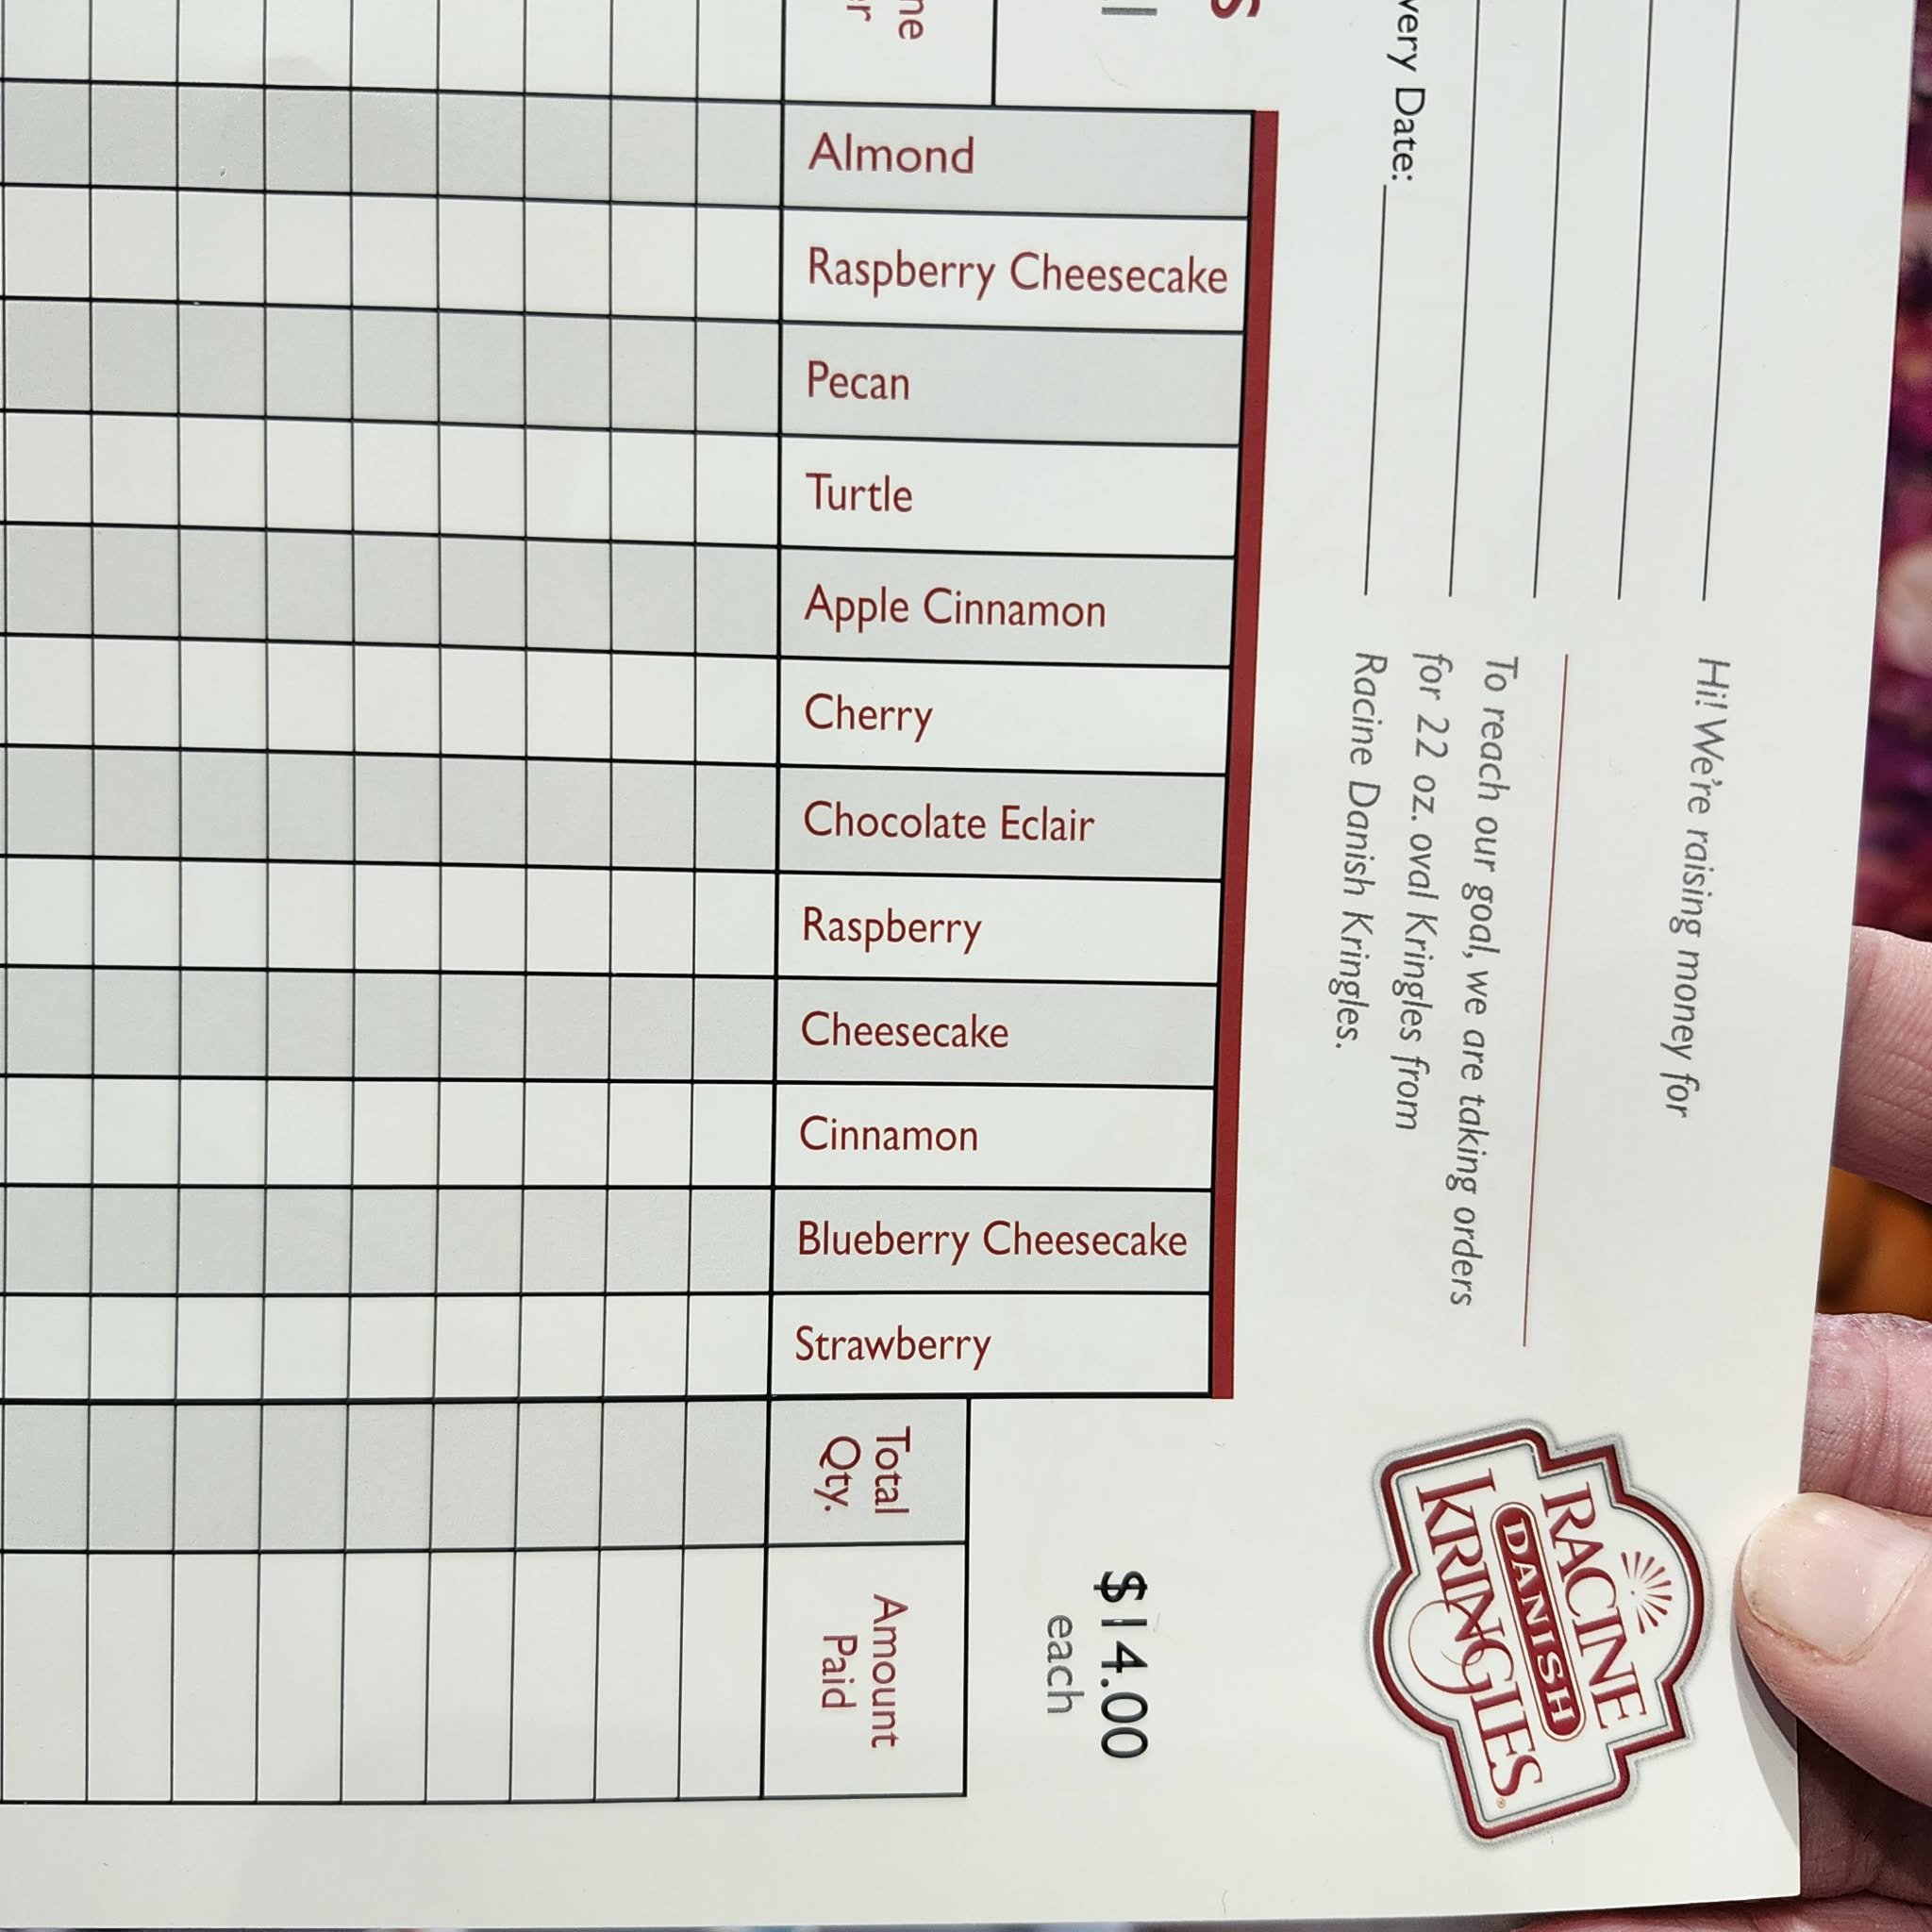 very Date:
Hi! We're raising money for
To reach our goal, we are taking orders
for 22 oz. oval Kringles from
Racine Danish Kringles.
RACINE
DANISH
KRINGLES
$14.00
each
Almond
Raspberry Cheesecake
Pecan
Turtle
Apple Cinnamon
Cherry
Chocolate Eclair
Raspberry
Cheesecake
Cinnamon
Blueberry Cheesecake
Strawberry
Total
Qty.
Amount
Paid